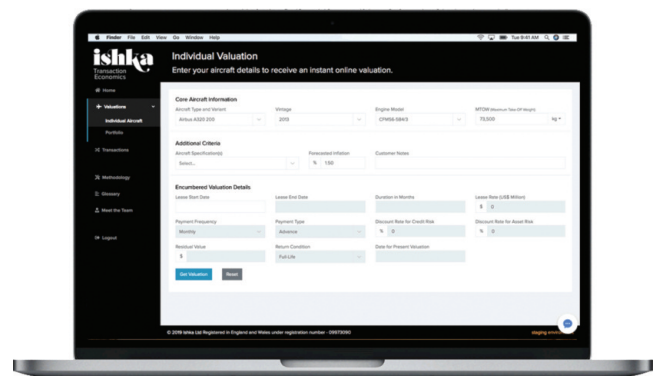 Finder File Edit View Go Window Help
Tue 9:41 AM
ishka
Transaction
Economics
Individual Valuation
Enter your aircraft details to receive an instant online valuation.
Home
Valuations
Individual Aircraft
Portfolio
Transactions
Methodology
Glossary
Meet the Team
Logout
Core Aircraft Information
Aircraft Type and Variant Vintage Engine Model MTOW (Maximum Take Off Weight)
Airbus A320 200 2013 CFM56-5B4/3 73,500 kg
Additional Criteria
Aircraft Specification(s) Forecasted Inflation Customer Notes
Select... % 1.50
Encumbered Valuation Details
Lease Start Date Lease End Date Duration in Months Lease Rate (US$ Million)
$ 0
Payment Frequency Payment Type Discount Rate for Credit Risk Discount Rate for Asset Risk
Monthly Advance % 0 % 0
Residual Value Return Condition Date for Present Valuation
$ Full-Life
Get Valuation Reset
© 2019 Ishka Ltd Registered in England and Wales under registration number - 08973090
staging